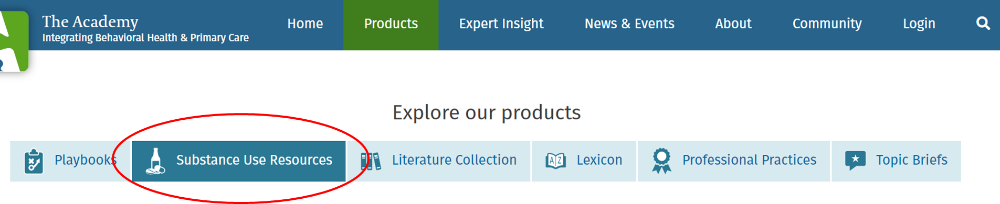 The Academy
Integrating Behavioral Health & Primary Care
Home Products Expert Insight News & Events About Community Login
Explore our products
Playbooks Substance Use Resources Literature Collection A Z Lexicon Professional Practices Topic Briefs